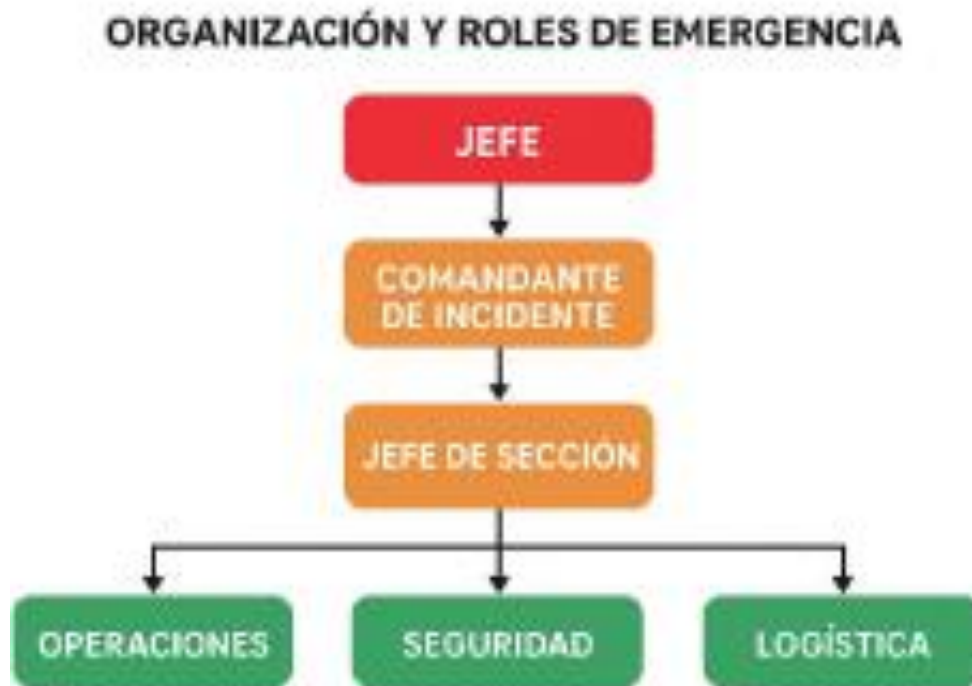 ORGANIZACIÓN Y ROLES DE EMERGENCIA
JEFE
COMANDANTE
DE INCIDENTE
JEFE DE SECCIÓN
OPERACIONES
SEGURIDAD
LOGÍSTICA